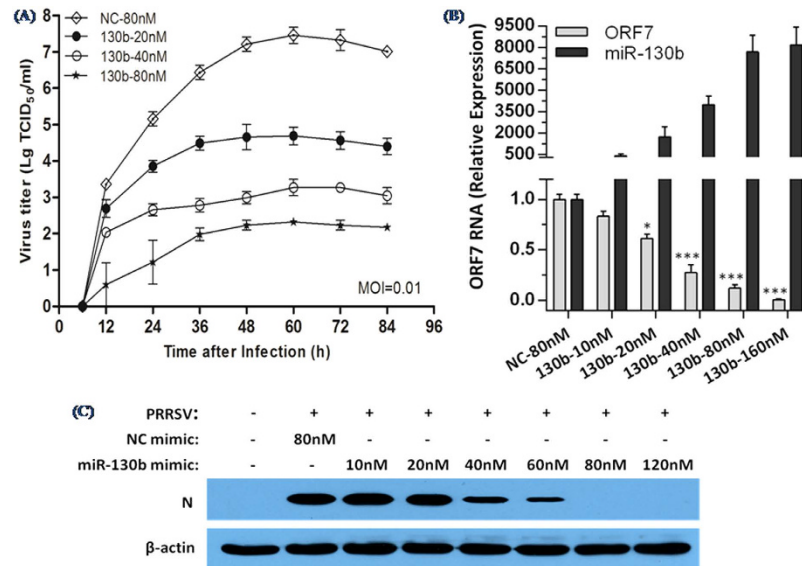 (A)
NC-80nM
130b-20nM
130b-40nM
130b-80nM
Virus titer (Lg TCID50/ml)
8
7
6
5
4
3
2
1
0
MOI=0.01
0 12 24 36 48 60 72 84 96
Time after Infection (h)
(B)
ORF7
miR-130b
ORF7 RNA (Relative Expression)
9500
8000
6500
5000
3500
2000
500
1.0
0.5
0.0
* *** *** ***
NC-80nM
130b-10nM
130b-20nM
130b-40nM
130b-80nM
130b-160nM
(C)
PRRSV: - + + + + + + +
NC mimic: - 80nM - - - - - -
miR-130b mimic: - - 10nM 20nM 40nM 60nM 80nM 120nM
N
β-actin